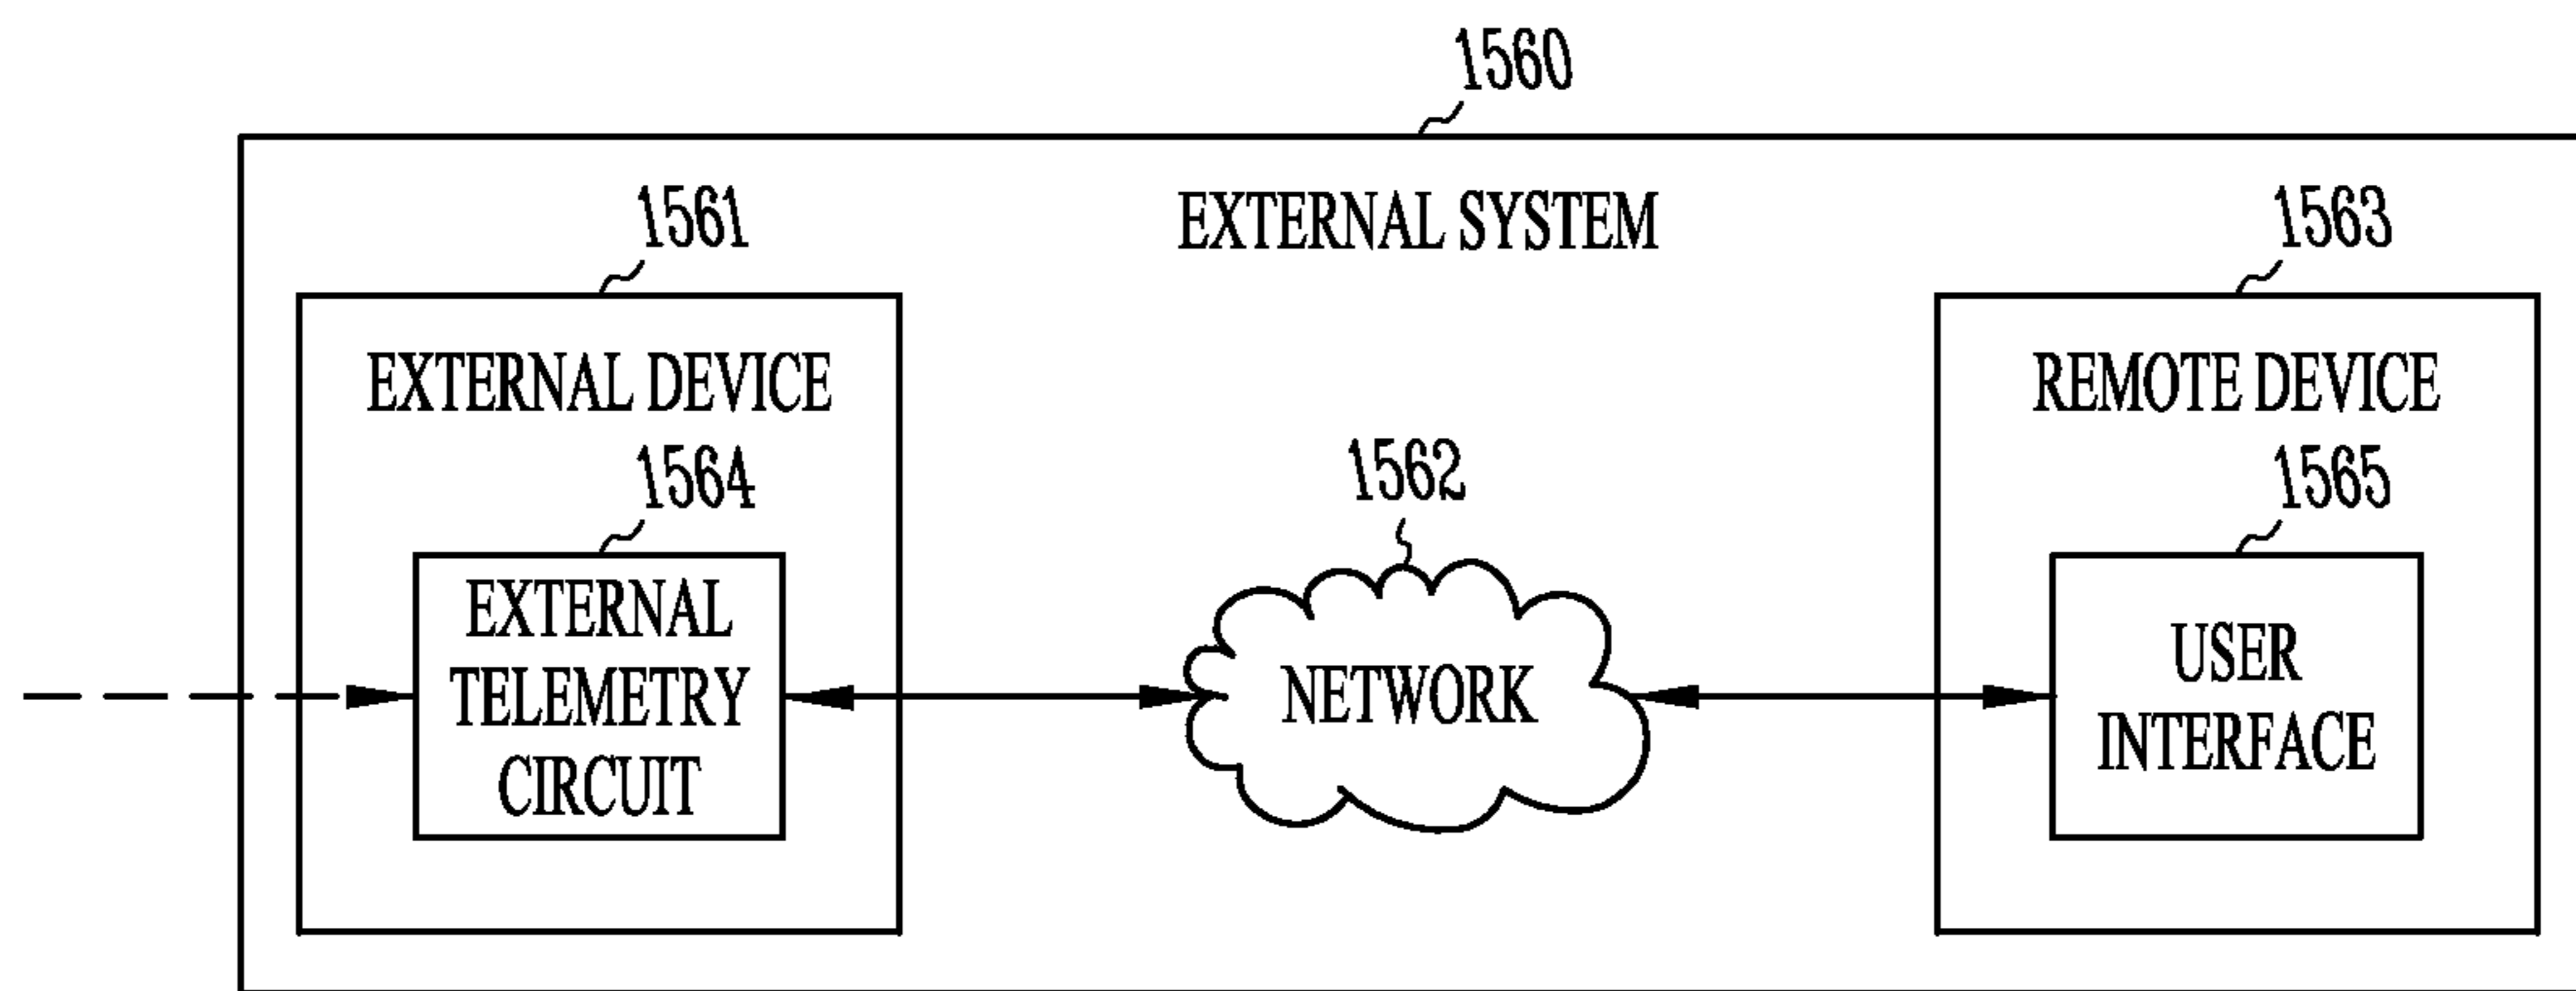 1560
EXTERNAL SYSTEM
1561
EXTERNAL DEVICE
1564
EXTERNAL
TELEMETRY
CIRCUIT
1562
NETWORK
1563
REMOTE DEVICE
1565
USER
INTERFACE